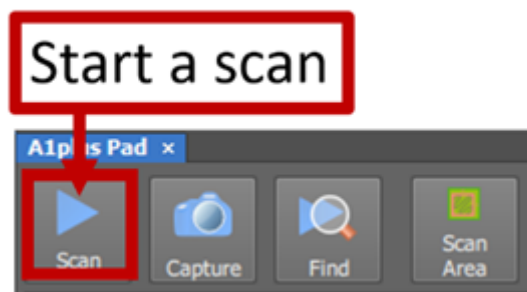 Start a scan
A1plus Pad ×
Scan
Capture
Find
Scan
Area